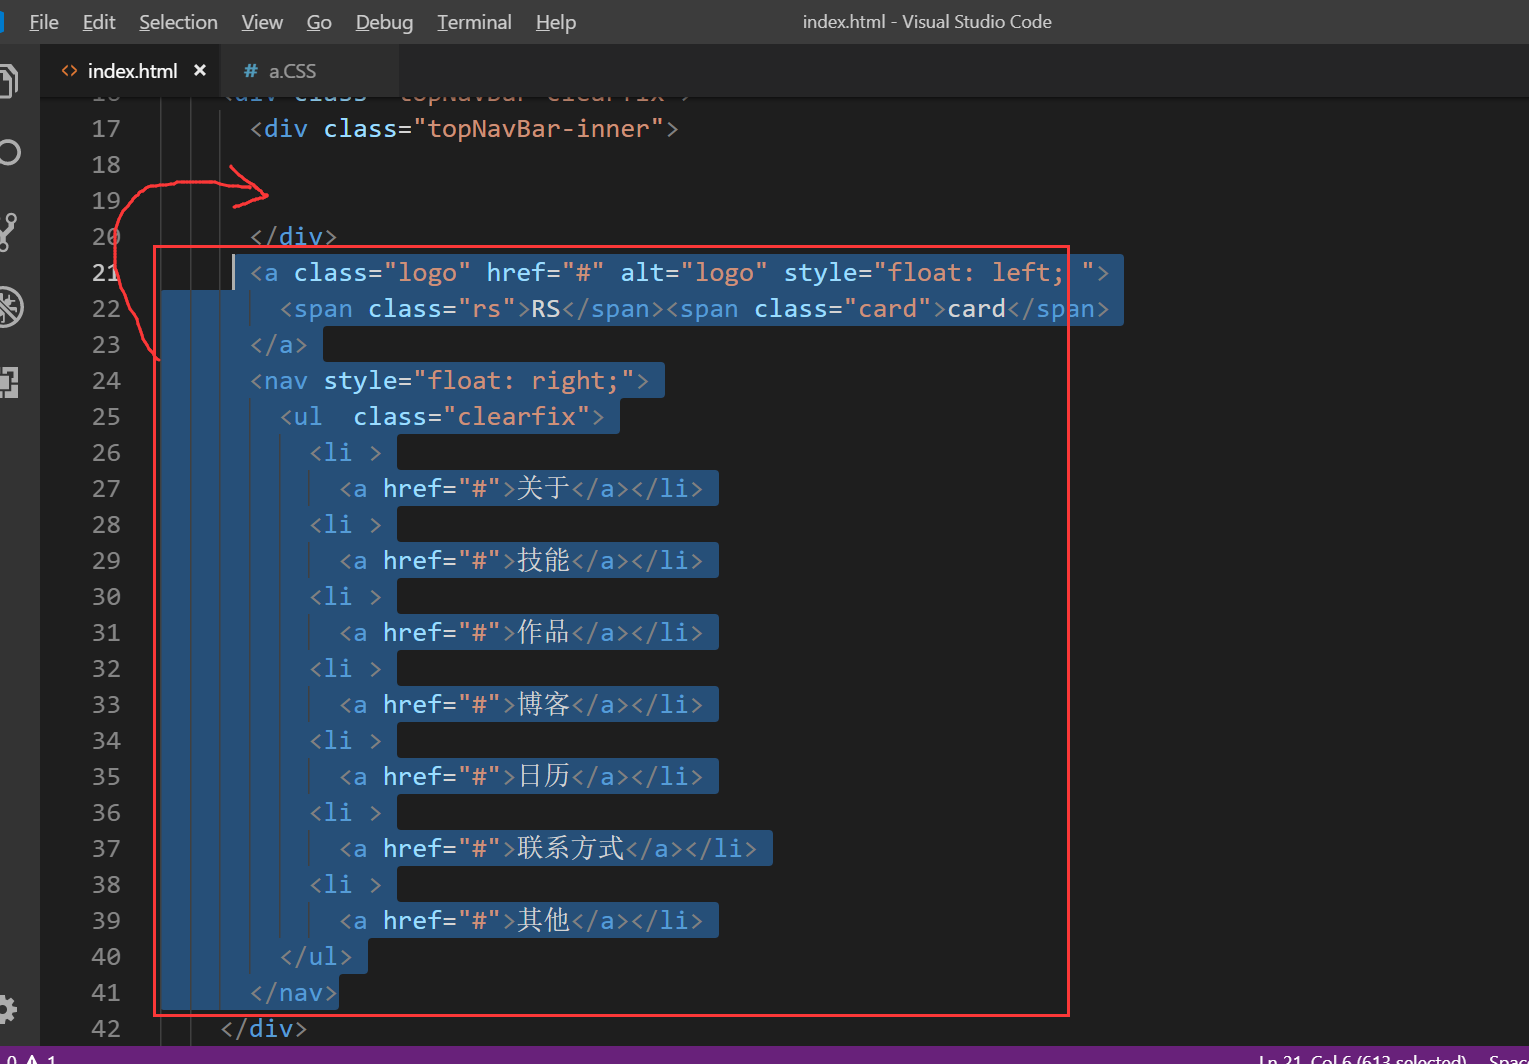 File Edit Selection View Go Debug Terminal Help index.html - Visual Studio Code
<> index.html × # a.CSS
16 <div class="topNavBar clearfix">
17 <div class="topNavBar-inner">
18
19
20 </div>
21 <a class="logo" href="#" alt="logo" style="float: left; ">
22 <span class="rs">RS</span><span class="card">card</span>
23 </a>
24 <nav style="float: right;">
25 <ul  class="clearfix">
26 <li >
27 <a href="#">关于</a></li>
28 <li >
29 <a href="#">技能</a></li>
30 <li >
31 <a href="#">作品</a></li>
32 <li >
33 <a href="#">博客</a></li>
34 <li >
35 <a href="#">日历</a></li>
36 <li >
37 <a href="#">联系方式</a></li>
38 <li >
39 <a href="#">其他</a></li>
40 </ul>
41 </nav>
42 </div>
0 1 Ln 21, Col 6 (613 selected)